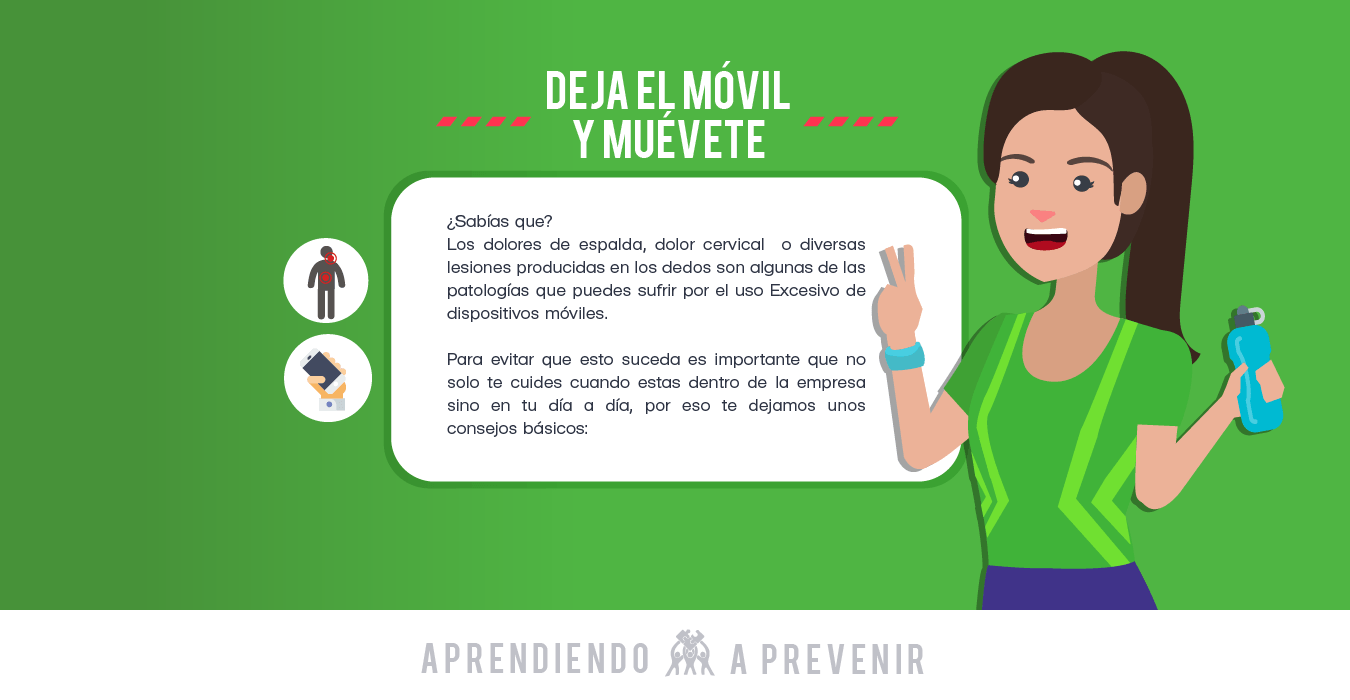 DEJA EL MÓVIL
Y MUÉVETE
¿Sabías que?
Los dolores de espalda, dolor cervical o diversas
lesiones producidas en los dedos son algunas de las
patologías que puedes sufrir por el uso Excesivo de
dispositivos móviles.
Para evitar que esto suceda es importante que no
solo te cuides cuando estas dentro de la empresa
sino en tu día a día, por eso te dejamos unos
consejos básicos:
APRENDIENDO A PREVENIR